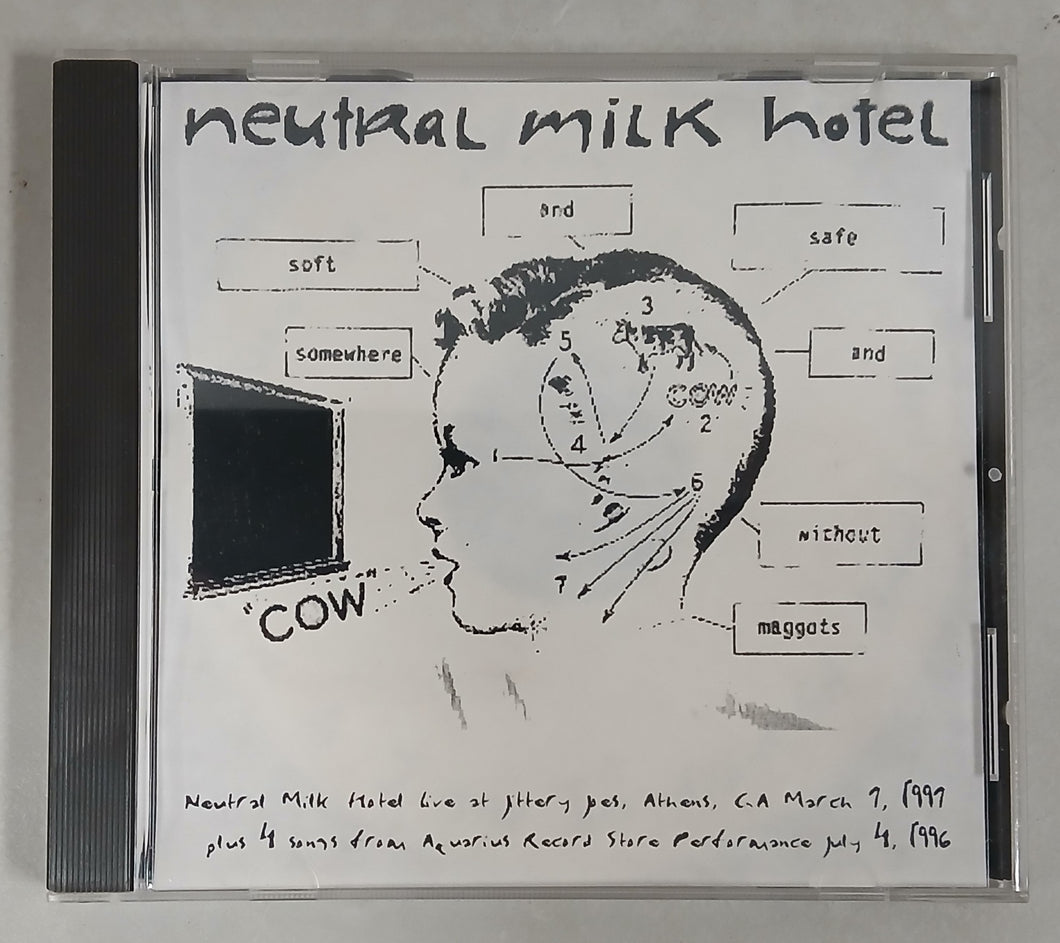 neutral milk hotel
and
safe
soft
somewhere
and
3
5
COW
2
4
1
6
without
7
"COW"
maggots
Neutral Milk Hotel Live at Jittery Joes, Athens, GA March 7, 1997
plus 4 songs from Aquarius Record Store Performance July 4, 1996